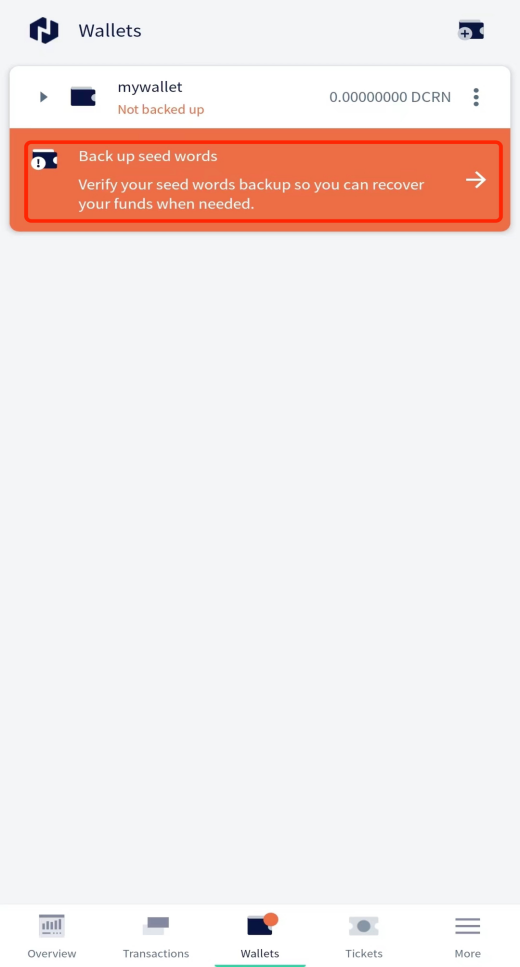 Wallets
mywallet
0.00000000 DCRN
Not backed up
Back up seed words
Verify your seed words backup so you can recover
your funds when needed.
Overview
Transactions
Wallets
Tickets
More